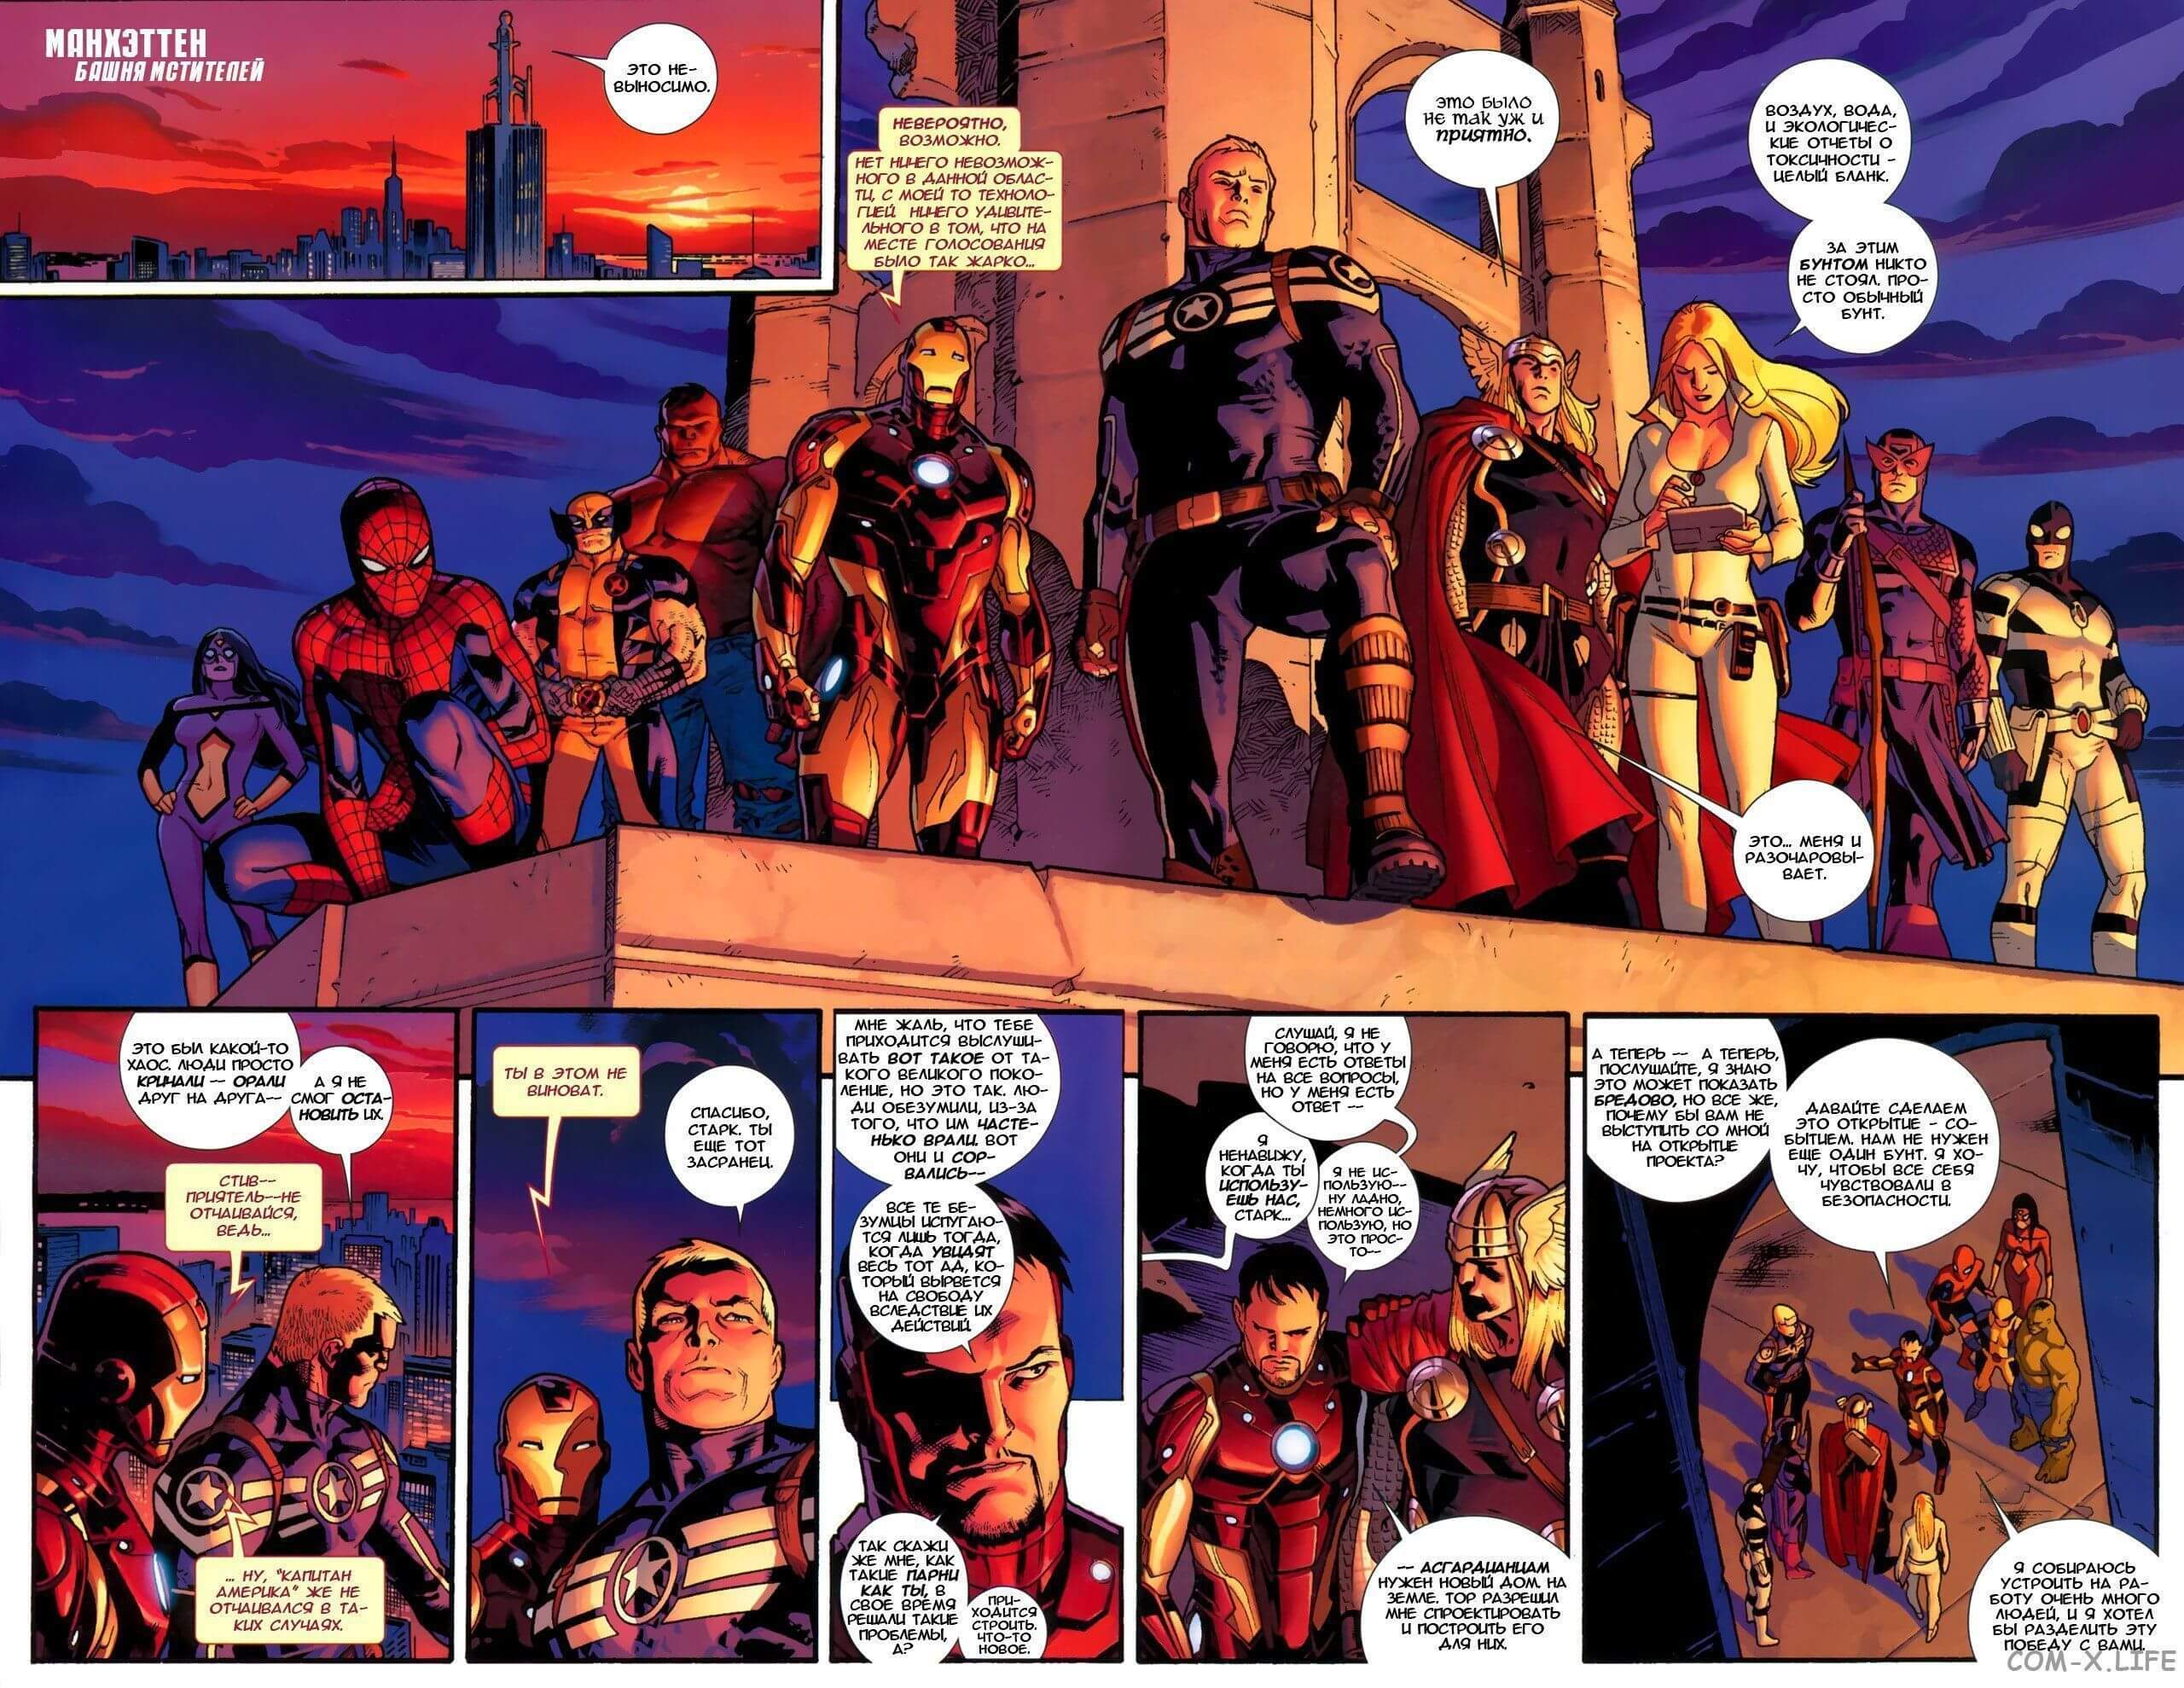 МАНХЭТТЕН
БАШНЯ МСТИТЕЛЕЙ
ЭТО НЕ-
ВЫНОСИМО.
НЕВЕРОЯТНО,
ВОЗМОЖНО.
НЕТ НИЧЕГО НЕВОЗМОЖ-
НОГО В ДАННОЙ ОБЛАС-
ТИ, С МОЕЙ ТО ТЕХНОЛО-
ГИЕЙ. НИЧЕГО УДИВИТЕ-
ЛЬНОГО В ТОМ, ЧТО НА
МЕСТЕ ГОЛОСОВАНИЯ
БЫЛО ТАК ЖАРКО...
ЭТО БЫЛО
НЕ ТАК УЖ И
ПРИЯТНО.
ВОЗДУХ, ВОДА,
И ЭКОЛОГИЧЕС-
КИЕ ОТЧЕТЫ О
ТОКСИЧНОСТИ -
ЦЕЛЫЙ БЛАНК.
ЗА ЭТИМ
БУНТОМ НИКТО
НЕ СТОЯЛ. ПРО-
СТО ОБЫЧНЫЙ
БУНТ.
ЭТО... МЕНЯ И
РАЗОЧАРОВЫ-
ВАЕТ.
ЭТО БЫЛ КАКОЙ-ТО
ХАОС. ЛЮДИ ПРОСТО
КРИЧАЛИ -- ОРАЛИ
ДРУГ НА ДРУГА--
А Я НЕ
СМОГ ОСТА-
НОВИТЬ ИХ.
СТИВ--
ПРИЯТЕЛЬ--НЕ
ОТЧАИВАЙСЯ,
ВЕДЬ...
... НУ, "КАПИТАН
АМЕРИКА" ЖЕ НЕ
ОТЧАИВАЛСЯ В ТА-
КИХ СЛУЧАЯХ.
ТЫ В ЭТОМ НЕ
ВИНОВАТ.
СПАСИБО,
СТАРК. ТЫ
ЕЩЕ ТОТ
ЗАСРАНЕЦ.
МНЕ ЖАЛЬ, ЧТО ТЕБЕ
ПРИХОДИТСЯ ВЫСЛУШИ-
ВАТЬ ВОТ ТАКОЕ ОТ ТА-
КОГО ВЕЛИКОГО ПОКО-
ЛЕНИЕ, НО ЭТО ТАК. ЛЮ-
ДИ ОБЕЗУМИЛИ, ИЗ-ЗА
ТОГО, ЧТО ИМ ЧАСТЕ-
НЬКО ВРАЛИ. ВОТ
ОНИ И СОР-
ВАЛИСЬ--
ВСЕ ТЕ БЕ-
ЗУМЦЫ ИСПУГАЮ-
ТСЯ ЛИШЬ ТОГДА,
КОГДА УВИДЯТ
ВЕСЬ ТОТ АД, КО-
ТОРЫЙ ВЫРВЕТСЯ
НА СВОБОДУ
ВСЛЕДСТВИЕ ИХ
ДЕЙСТВИЙ.
ТАК СКАЖИ
ЖЕ МНЕ, КАК
ТАКИЕ ПАРНИ
КАК ТЫ, В
СВОЕ ВРЕМЯ
РЕШАЛИ ТАКИЕ
ПРОБЛЕМЫ,
А?
ПРИ-
ХОДИТСЯ
СТРОИТЬ.
ЧТО-ТО
НОВОЕ.
СЛУШАЙ, Я НЕ
ГОВОРЮ, ЧТО У
МЕНЯ ЕСТЬ ОТВЕТЫ
НА ВСЕ ВОПРОСЫ,
НО У МЕНЯ ЕСТЬ
ОТВЕТ --
Я
НЕНАВИЖУ,
КОГДА ТЫ
ИСПОЛЬЗУ-
ЕШЬ НАС,
СТАРК...
Я НЕ ИС-
ПОЛЬЗУЮ--
НУ ЛАДНО,
НЕМНОГО ИС-
ПОЛЬЗУЮ, НО
ЭТО ПРОС-
ТО--
-- АСГАРДИАНЦАМ
НУЖЕН НОВЫЙ ДОМ. НА
ЗЕМЛЕ. ТОР РАЗРЕШИЛ
МНЕ СПРОЕКТИРОВАТЬ
И ПОСТРОИТЬ ЕГО
ДЛЯ НИХ.
А ТЕПЕРЬ -- А ТЕПЕРЬ,
ПОСЛУШАЙТЕ, Я ЗНАЮ
ЭТО МОЖЕТ ПОКАЗАТЬ
БРЕДОВО, НО ВСЕ ЖЕ,
ПОЧЕМУ БЫ ВАМ НЕ
ВЫСТУПИТЬ СО МНОЙ
НА ОТКРЫТИЕ
ПРОЕКТА?
ДАВАЙТЕ СДЕЛАЕМ
ЭТО ОТКРЫТИЕ - СО-
БЫТИЕМ. НАМ НЕ НУЖЕН
ЕЩЕ ОДИН БУНТ. Я ХО-
ЧУ, ЧТОБЫ ВСЕ СЕБЯ
ЧУВСТВОВАЛИ В
БЕЗОПАСНОСТИ.
Я СОБИРАЮСЬ
УСТРОИТЬ НА РА-
БОТУ ОЧЕНЬ МНОГО
ЛЮДЕЙ, И Я ХОТЕЛ
БЫ РАЗДЕЛИТЬ ЭТУ
ПОБЕДУ С ВАМИ.
COM-X.LIFE